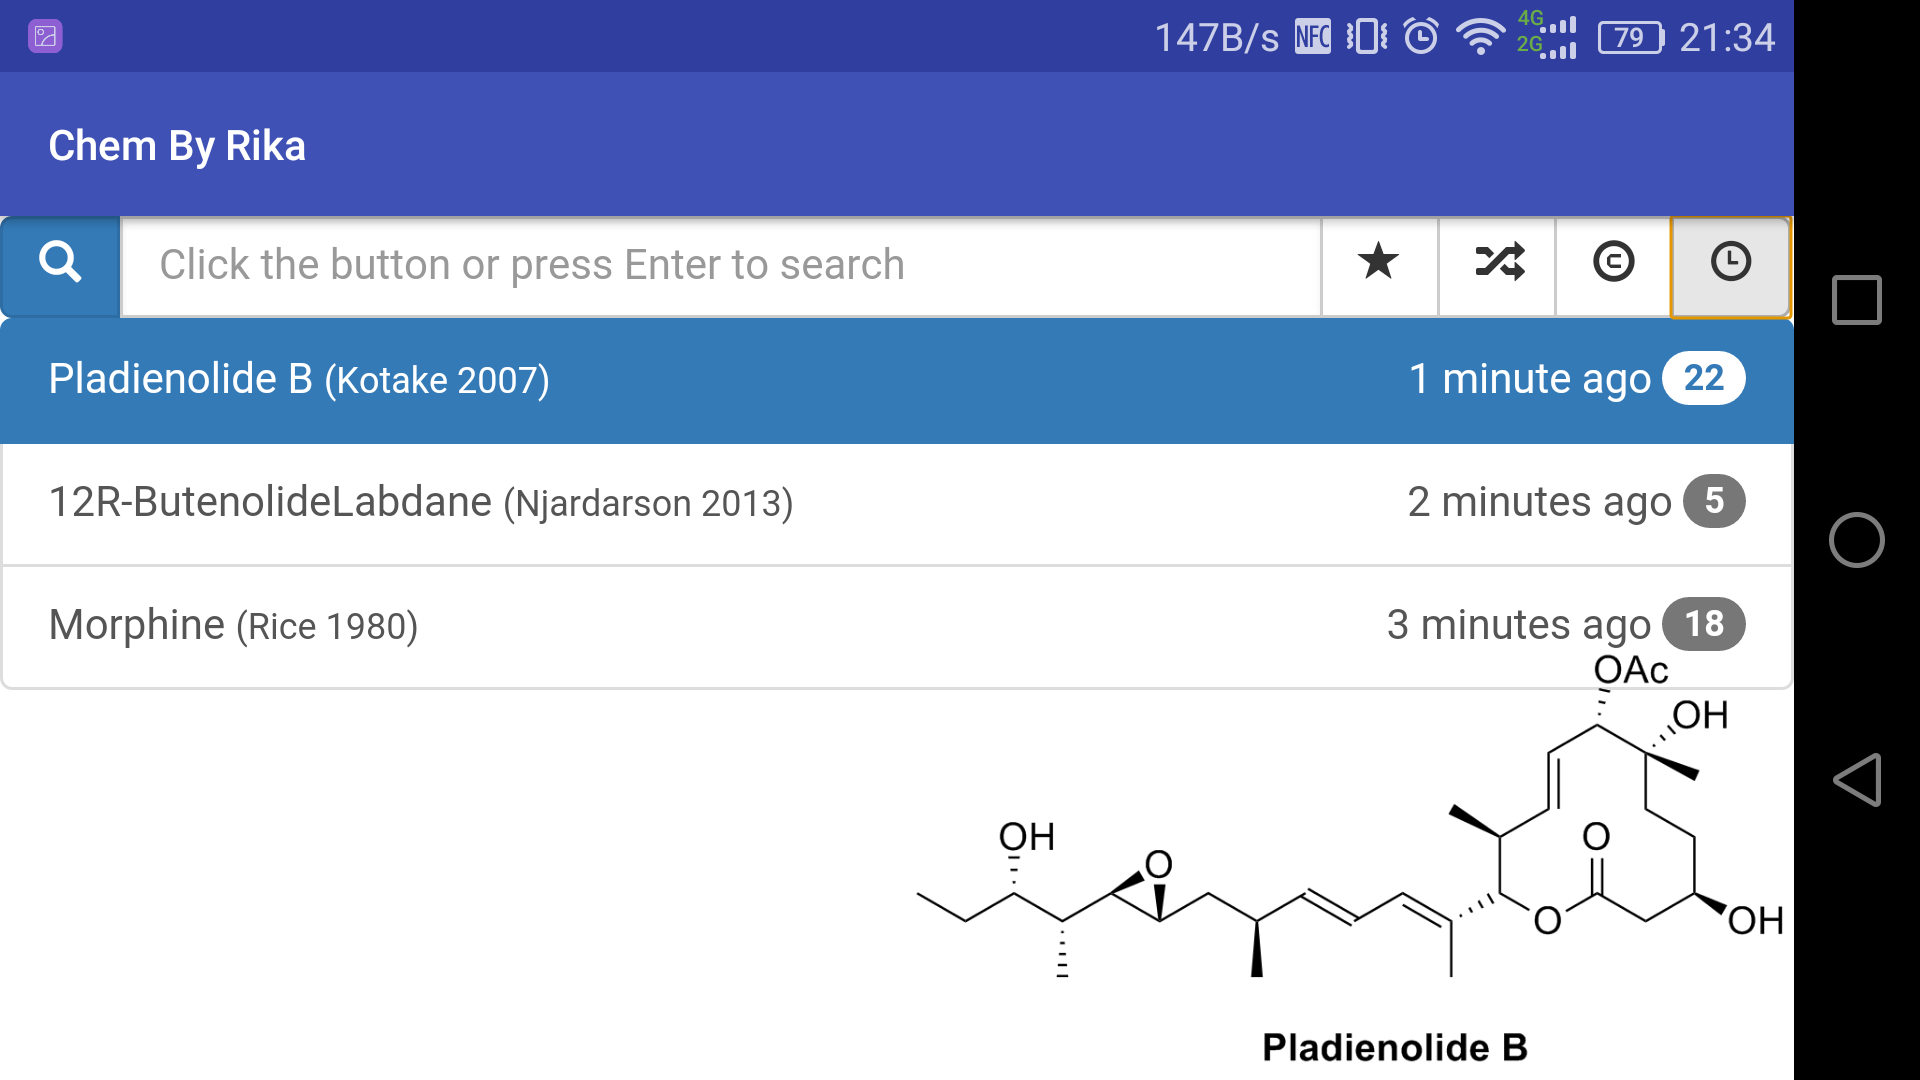 147B/s NFC 4G 2G 79 21:34
Chem By Rika
Click the button or press Enter to search
Pladienolide B (Kotake 2007) 1 minute ago 22
12R-ButenolideLabdane (Njardarson 2013) 2 minutes ago 5
Morphine (Rice 1980) 3 minutes ago 18
OAc
OH
OH
O
O
O
OH
Pladienolide B